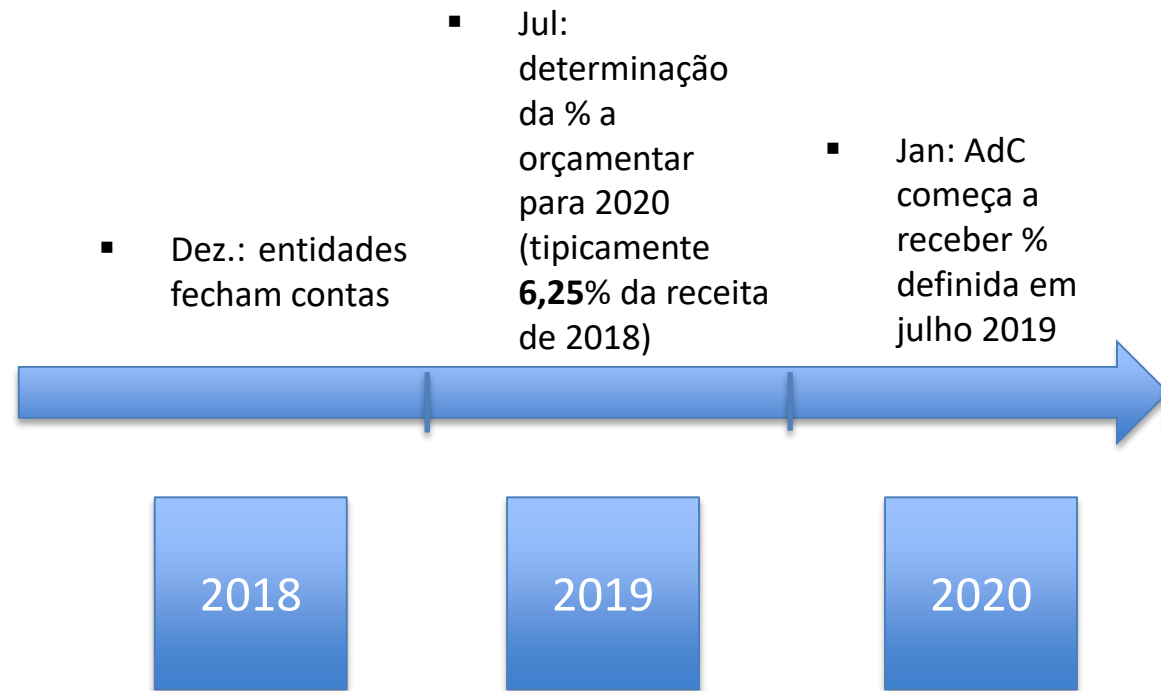 ▪ Dez.: entidades
fecham contas
▪ Jul:
determinação
da % a
orçamentar
para 2020
(tipicamente
6,25% da receita
de 2018)
▪ Jan: AdC
começa a
receber %
definida em
julho 2019
2018
2019
2020